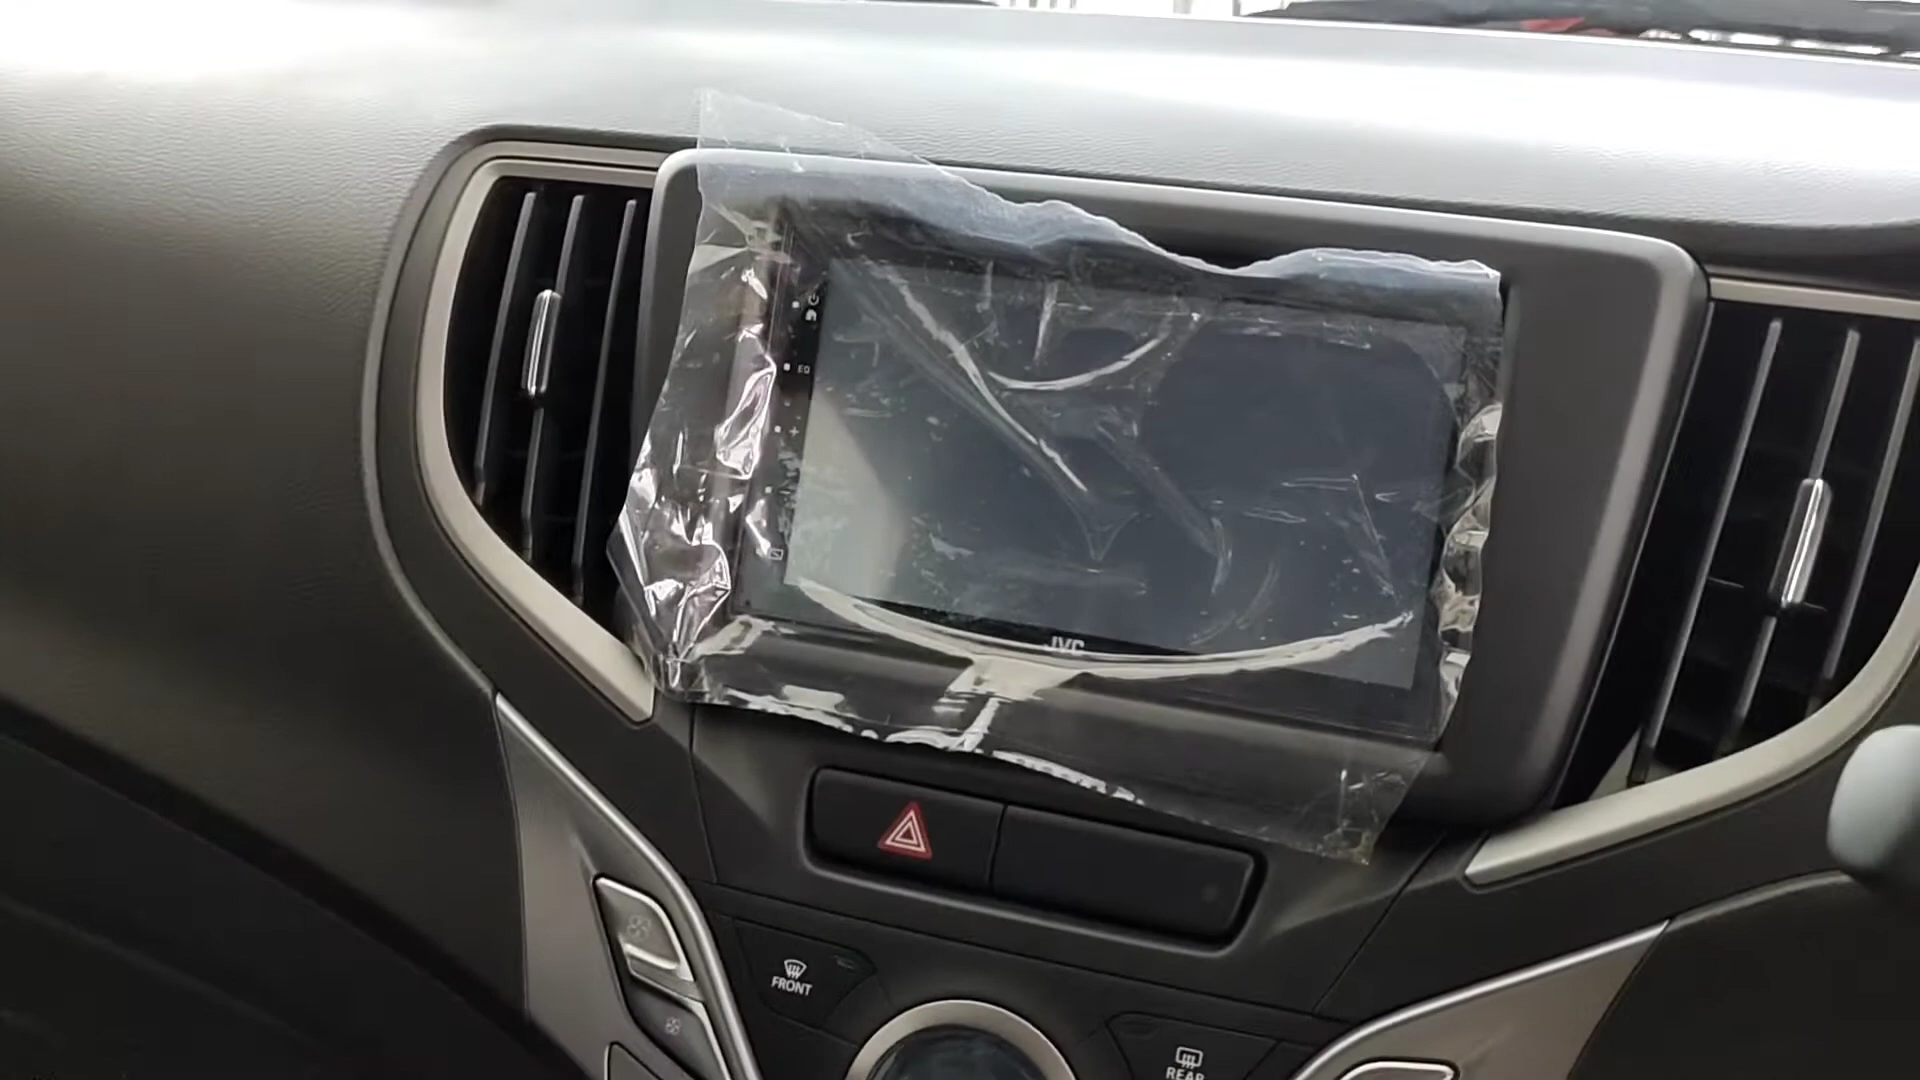 EQ
+
JVC
FRONT
REAR